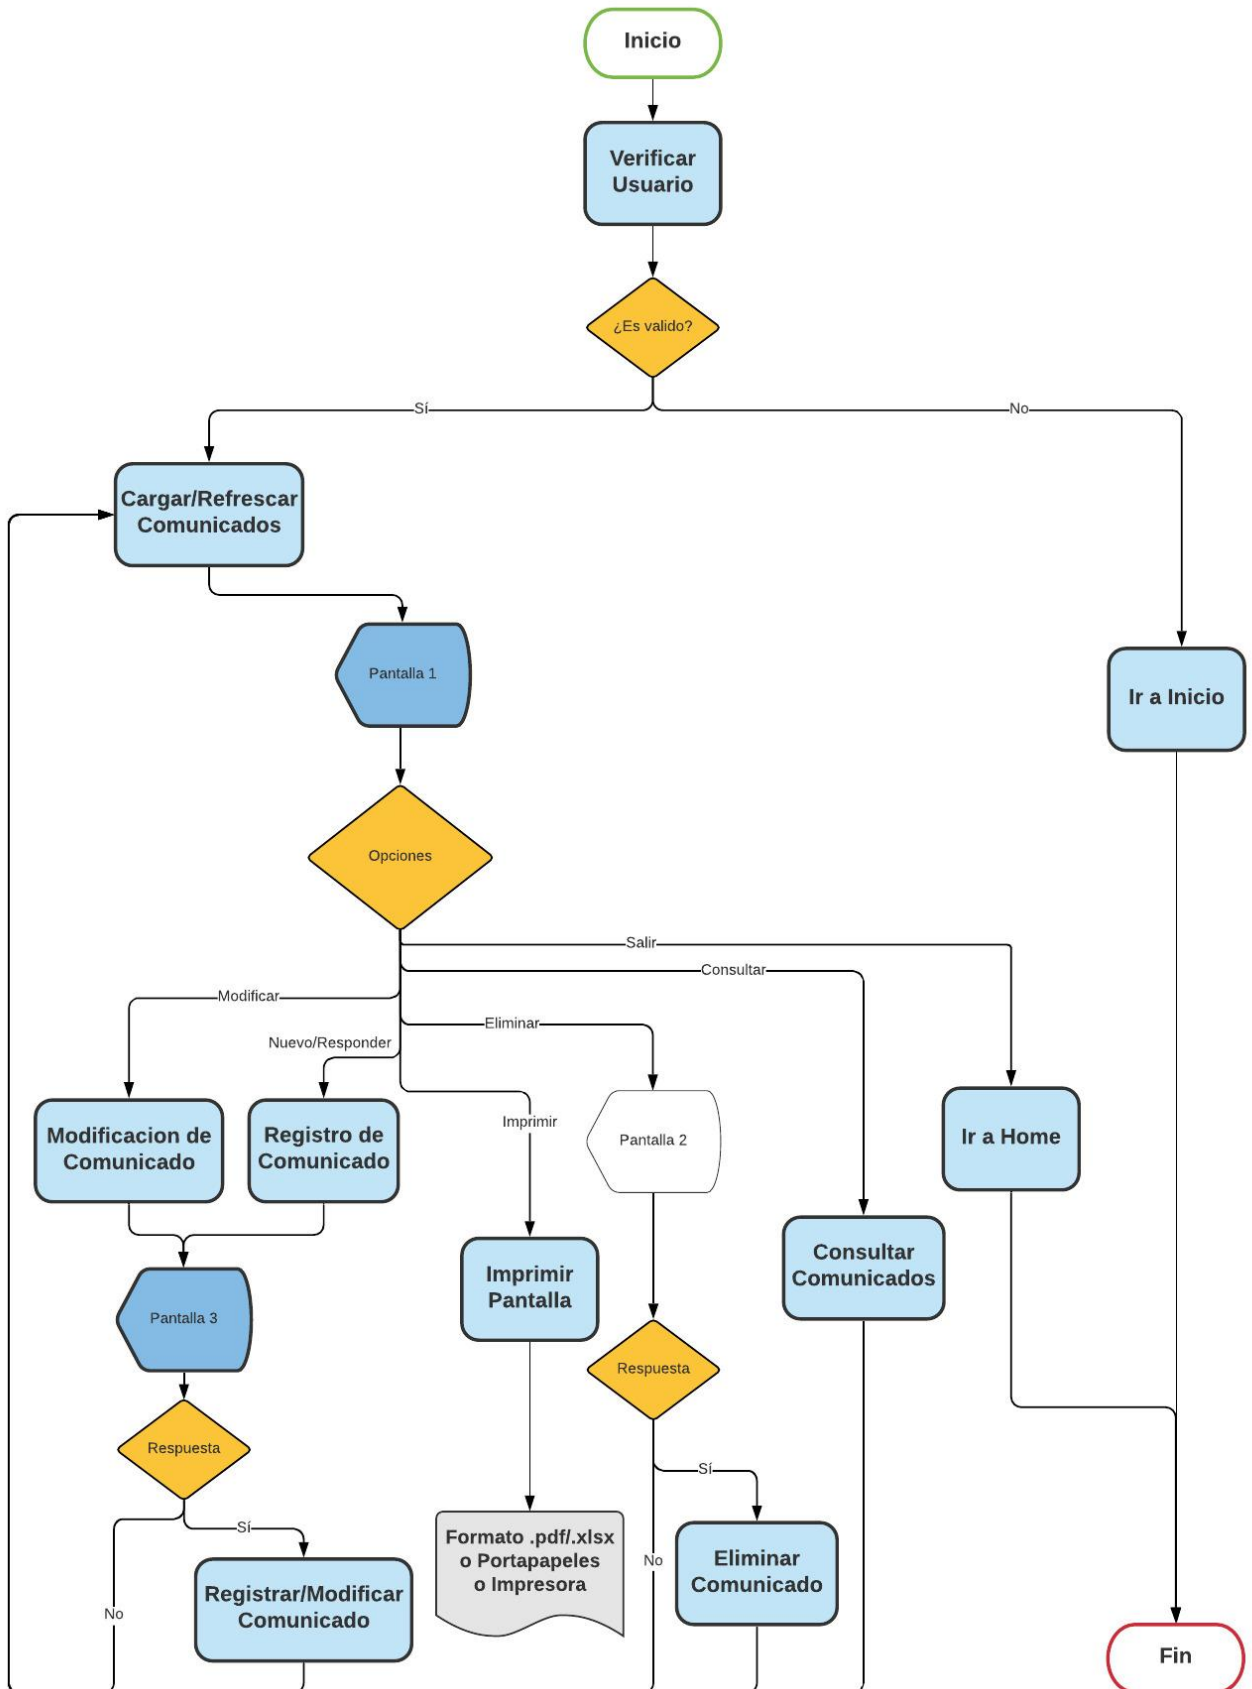 Inicio
Verificar
Usuario
¿Es valido?
Sí
No
Cargar/Refrescar
Comunicados
Pantalla 1
Ir a Inicio
Opciones
Salir
Consultar
Modificar
Eliminar
Nuevo/Responder
Imprimir
Modificacion de
Comunicado
Registro de
Comunicado
Pantalla 2
Ir a Home
Imprimir
Pantalla
Consultar
Comunicados
Pantalla 3
Respuesta
Respuesta
Sí
Sí
Formato .pdf/.xlsx
o Portapapeles
o Impresora
No
Eliminar
Comunicado
Registrar/Modificar
Comunicado
No
Fin